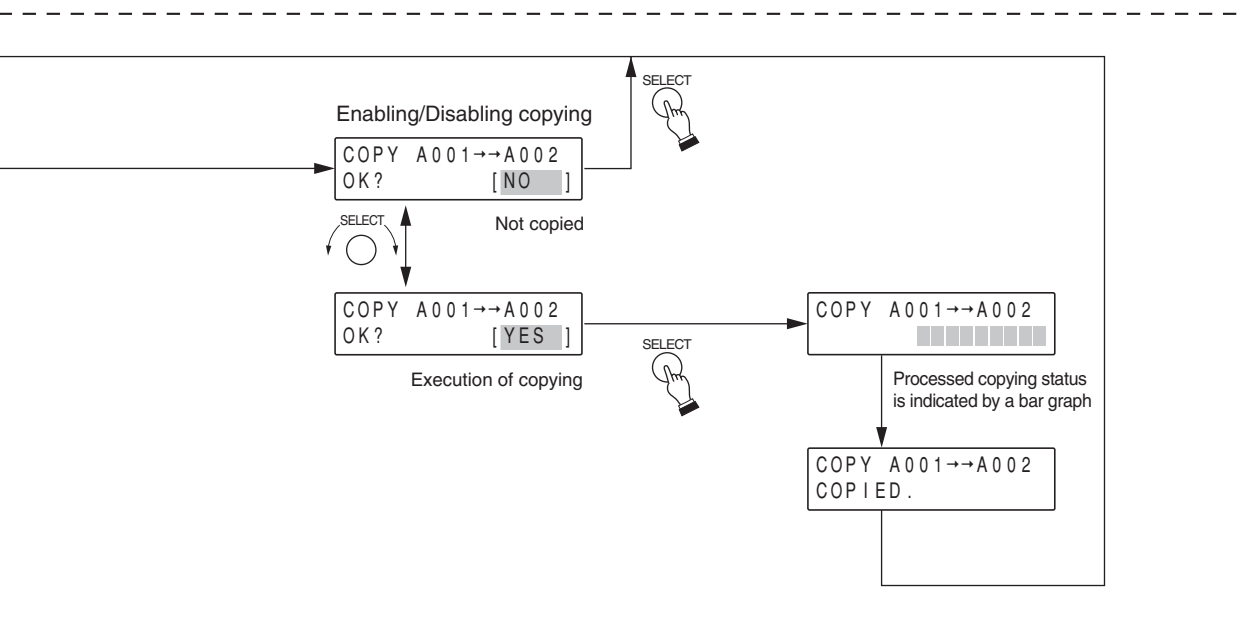 SELECT
Enabling/Disabling copying
COPY A001→→A002
OK? [NO ]
Not copied
SELECT
COPY A001→→A002
OK? [YES ]
Execution of copying
SELECT
COPY A001→→A002
Processed copying status
is indicated by a bar graph
COPY A001→→A002
COPIED.